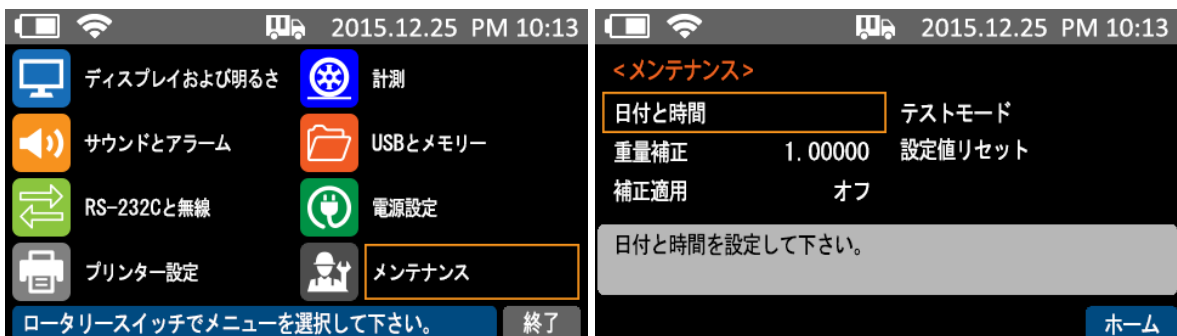 2015.12.25 PM 10:13
ディスプレイおよび明るさ 計測
サウンドとアラーム USBとメモリー
RS-232Cと無線 電源設定
プリンター設定 メンテナンス
ロータリースイッチでメニューを選択して下さい。 終了
2015.12.25 PM 10:13
<メンテナンス>
日付と時間 テストモード
重量補正 1.00000 設定値リセット
補正適用 オフ
日付と時間を設定して下さい。
ホーム